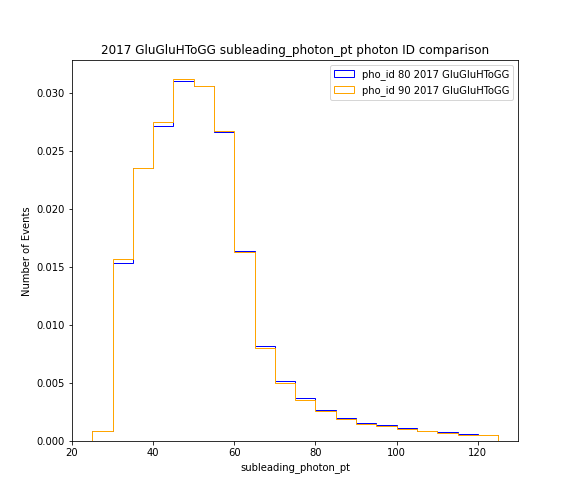 2017 GluGluHToGG subleading_photon_pt photon ID comparison
pho_id 80 2017 GluGluHToGG
pho_id 90 2017 GluGluHToGG
Number of Events
0.030
0.025
0.020
0.015
0.010
0.005
0.000
20 40 60 80 100 120
subleading_photon_pt